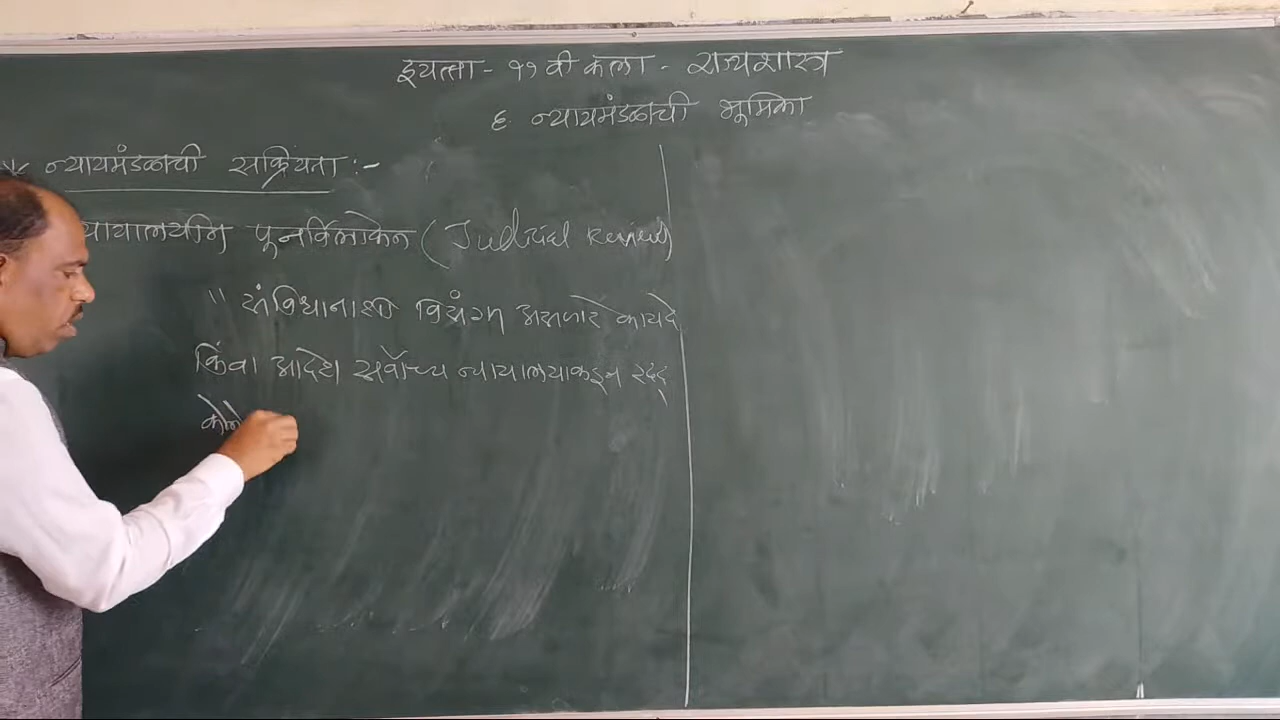 इयत्ता - ११ वी कला - राज्यशास्त्र
६ न्यायमंडळाची भूमिका
* न्यायमंडळाची सक्रियता :-
न्यायालयीन पूनर्विलोकन ( Judicial Review )
" संविधानाशी विसंगत असणारे कायदे
किंवा आदेश सर्वोच्च न्यायालयाकडून रद्द
केले